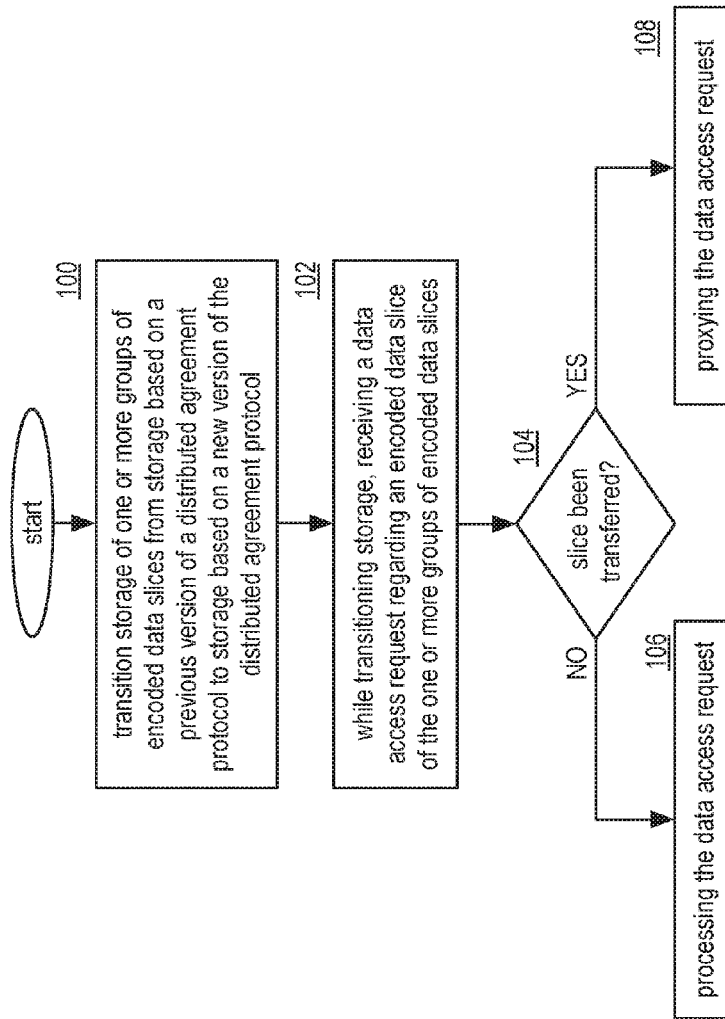 start
100
transition storage of one or more groups of
encoded data slices from storage based on a
previous version of a distributed agreement
protocol to storage based on a new version of the
distributed agreement protocol
102
while transitioning storage, receiving a data
access request regarding an encoded data slice
of the one or more groups of encoded data slices
104
slice been
transferred?
NO
YES
106
processing the data access request
108
proxying the data access request